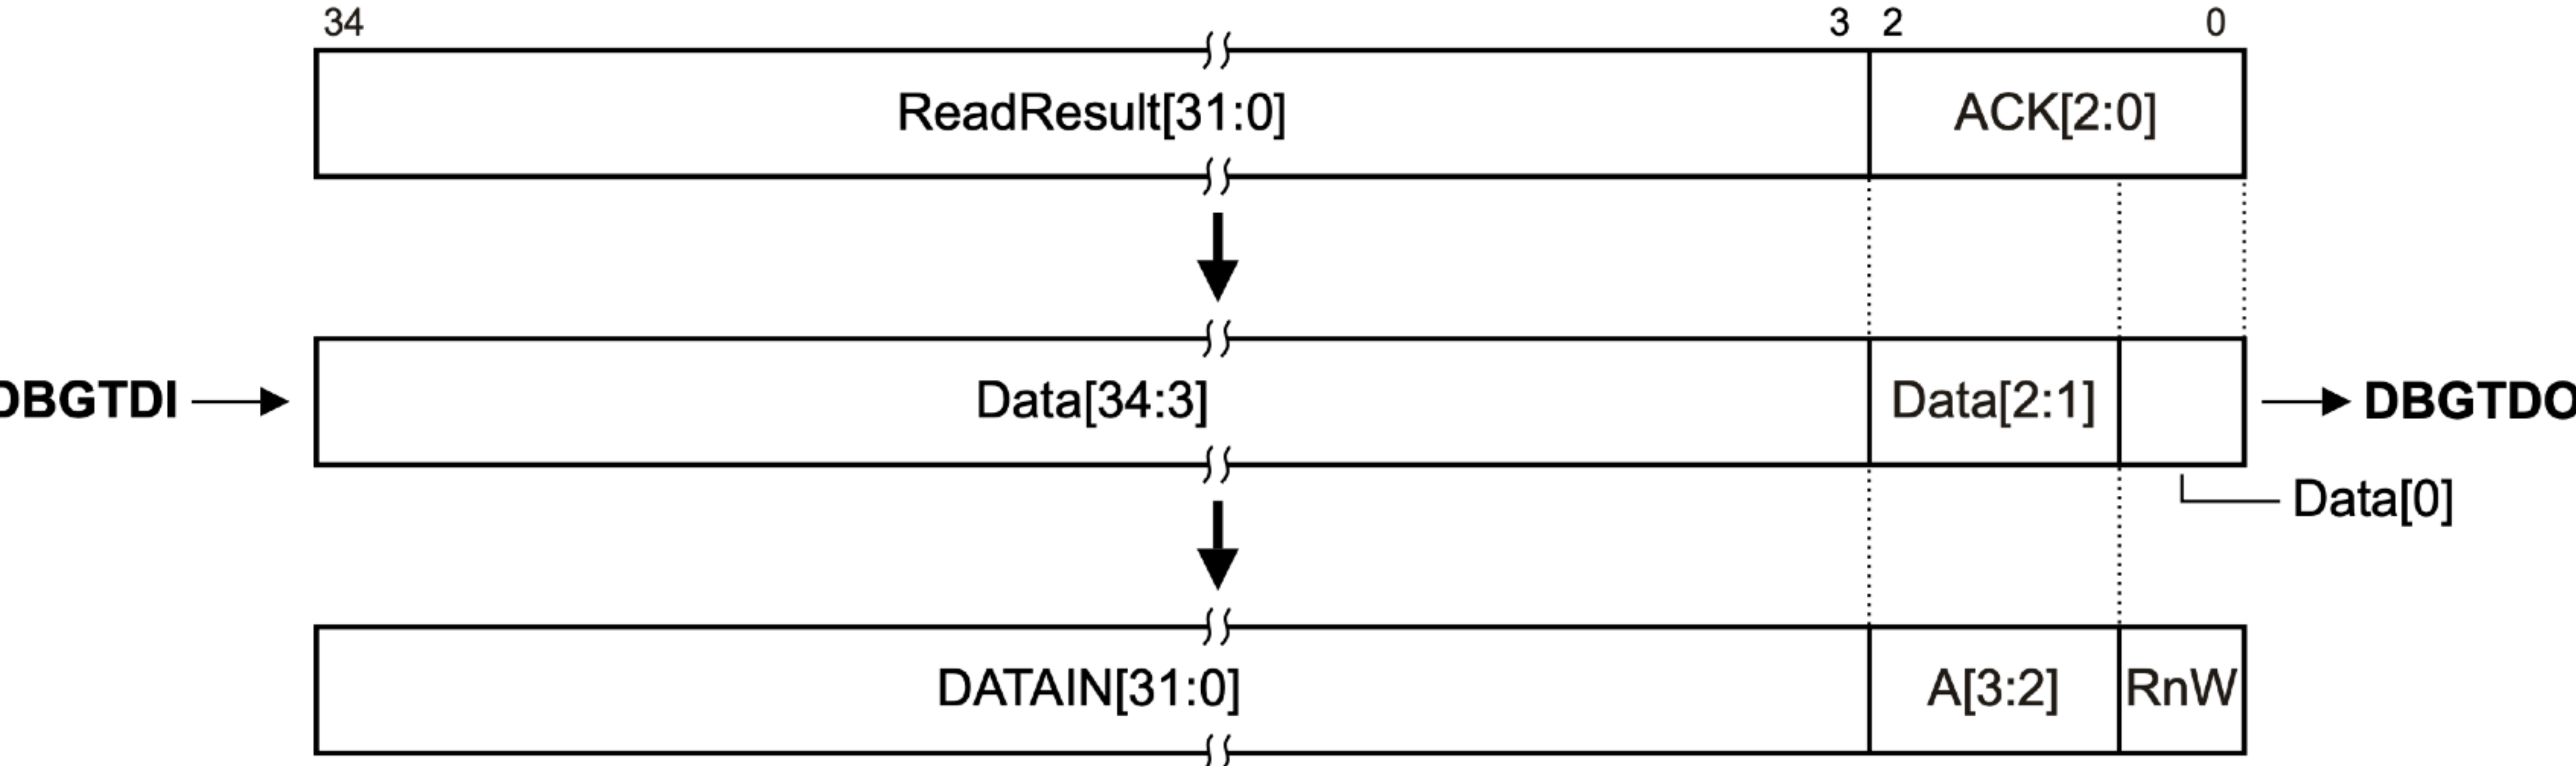 34 3 2 0
ReadResult[31:0] ACK[2:0]
DBGTDI Data[34:3] Data[2:1] DBGTDO
Data[0]
DATAIN[31:0] A[3:2] RnW